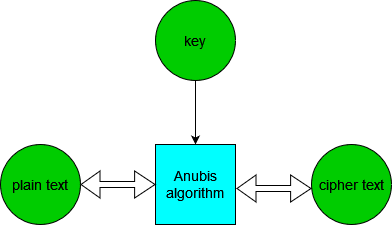 key
plain text
Anubis
algorithm
cipher text